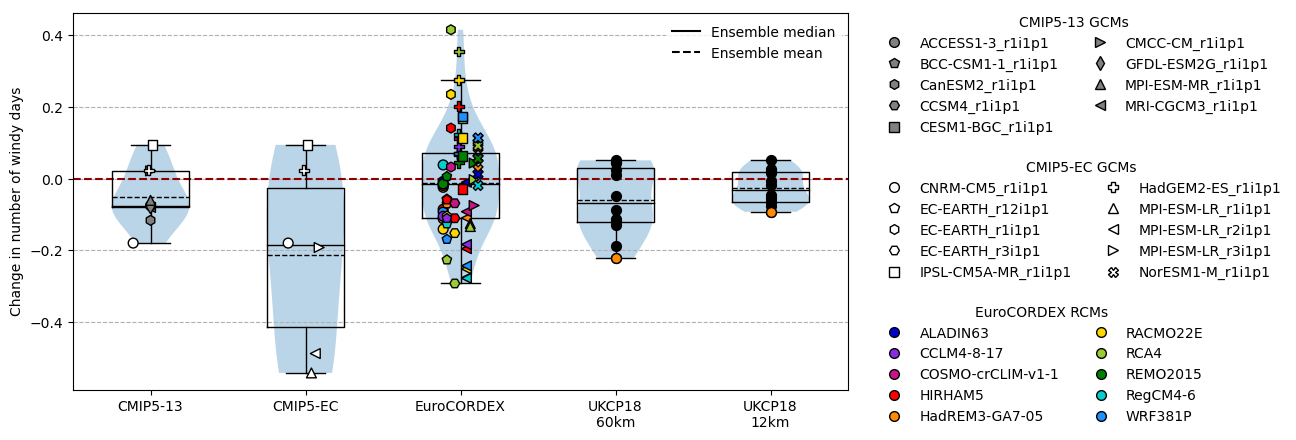 Change in number of windy days
0.4
0.2
0.0
−0.2
−0.4
Ensemble median
Ensemble mean
CMIP5-13
CMIP5-EC
EuroCORDEX
UKCP18
60km
UKCP18
12km
CMIP5-13 GCMs
ACCESS1-3_r1i1p1
BCC-CSM1-1_r1i1p1
CanESM2_r1i1p1
CCSM4_r1i1p1
CESM1-BGC_r1i1p1
CMCC-CM_r1i1p1
GFDL-ESM2G_r1i1p1
MPI-ESM-MR_r1i1p1
MRI-CGCM3_r1i1p1
CMIP5-EC GCMs
CNRM-CM5_r1i1p1
EC-EARTH_r12i1p1
EC-EARTH_r1i1p1
EC-EARTH_r3i1p1
IPSL-CM5A-MR_r1i1p1
HadGEM2-ES_r1i1p1
MPI-ESM-LR_r1i1p1
MPI-ESM-LR_r2i1p1
MPI-ESM-LR_r3i1p1
NorESM1-M_r1i1p1
EuroCORDEX RCMs
ALADIN63
CCLM4-8-17
COSMO-crCLIM-v1-1
HIRHAM5
HadREM3-GA7-05
RACMO22E
RCA4
REMO2015
RegCM4-6
WRF381P